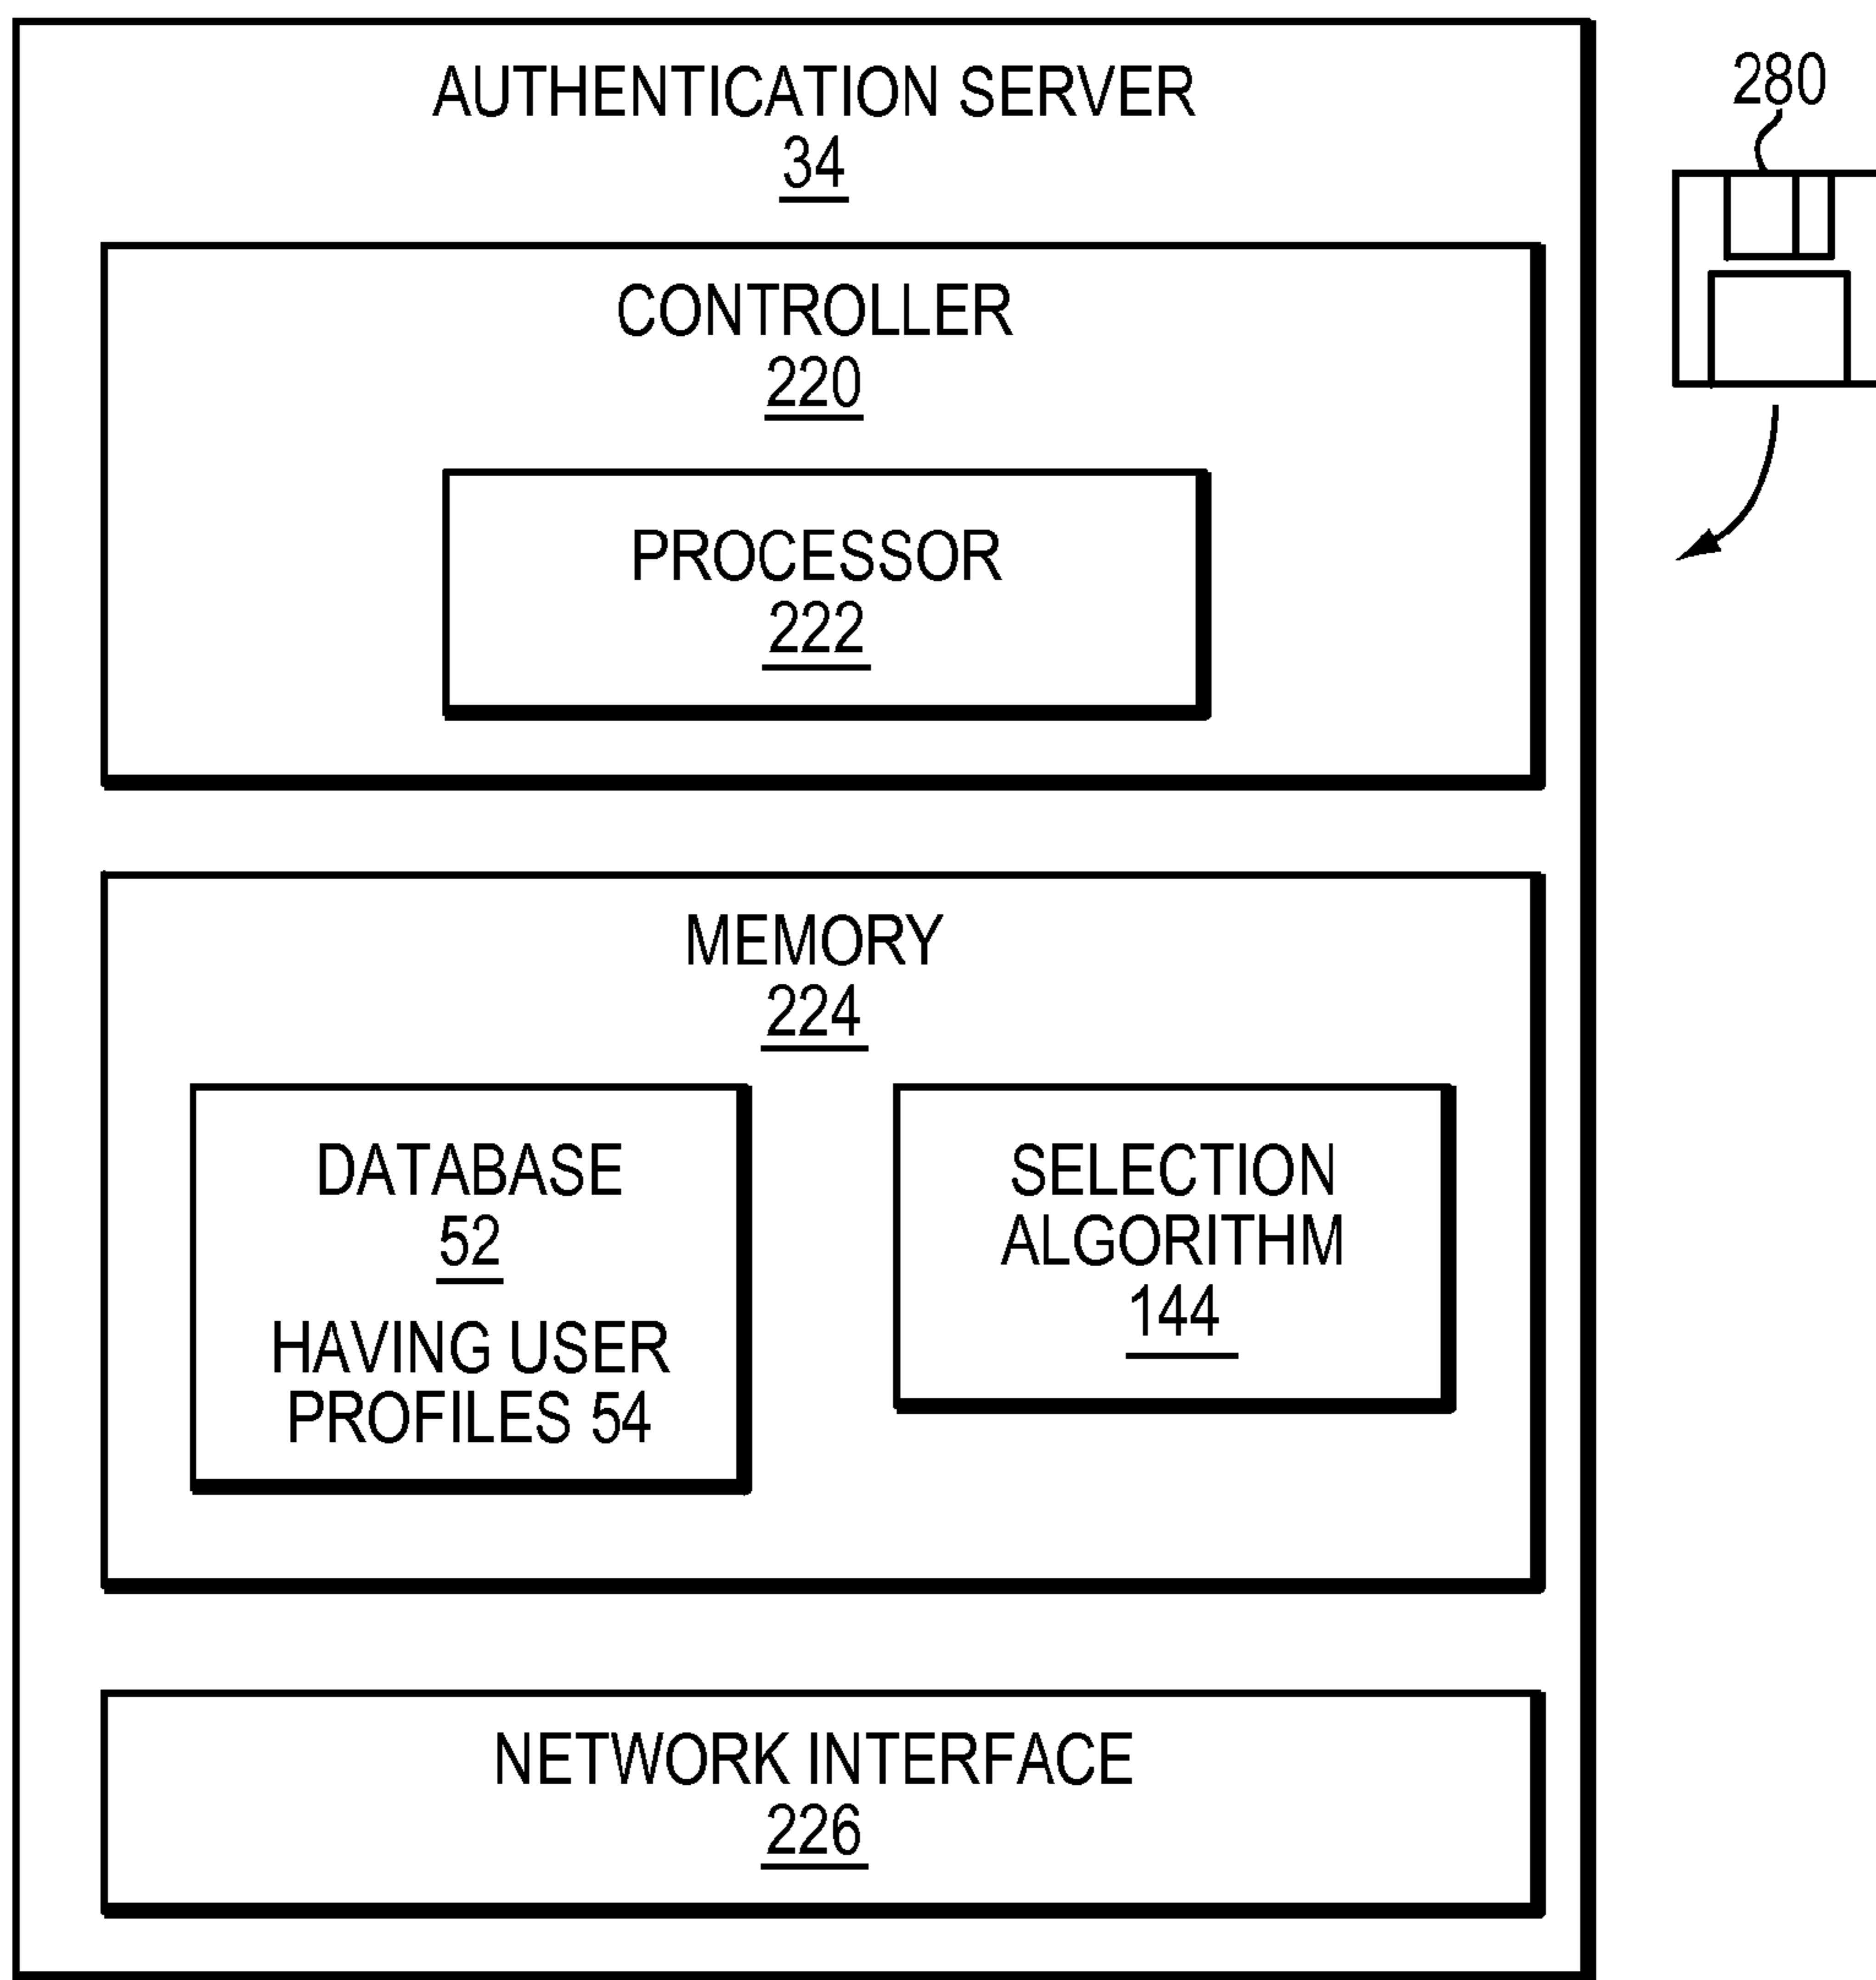 AUTHENTICATION SERVER
34
280
CONTROLLER
220
PROCESSOR
222
MEMORY
224
DATABASE
52
HAVING USER
PROFILES 54
SELECTION
ALGORITHM
144
NETWORK INTERFACE
226